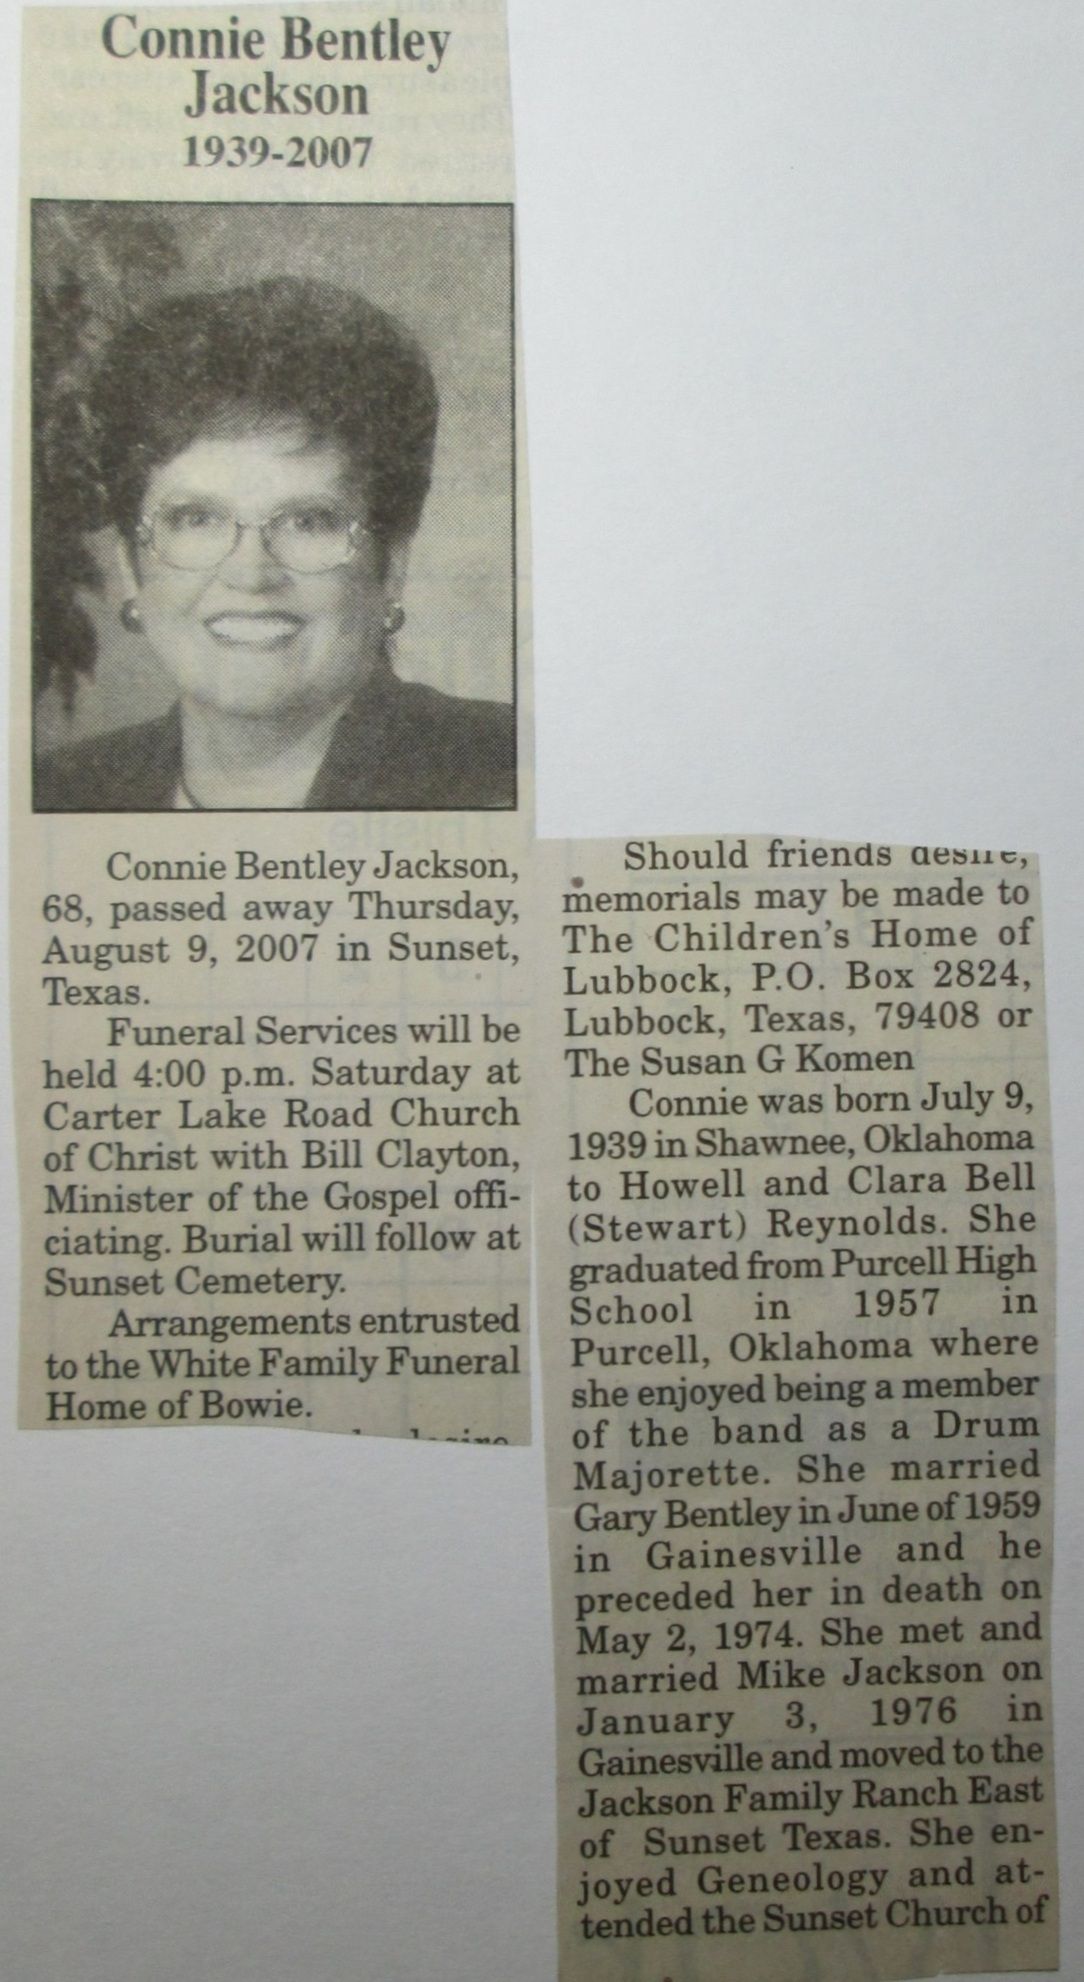 Connie Bentley
Jackson
1939-2007
Connie Bentley Jackson,
68, passed away Thursday,
August 9, 2007 in Sunset,
Texas.
Funeral Services will be
held 4:00 p.m. Saturday at
Carter Lake Road Church
of Christ with Bill Clayton,
Minister of the Gospel offi-
ciating. Burial will follow at
Sunset Cemetery.
Arrangements entrusted
to the White Family Funeral
Home of Bowie.
Should friends desire,
memorials may be made to
The Children's Home of
Lubbock, P.O. Box 2824,
Lubbock, Texas, 79408 or
The Susan G Komen
Connie was born July 9,
1939 in Shawnee, Oklahoma
to Howell and Clara Bell
(Stewart) Reynolds. She
graduated from Purcell High
School in 1957 in
Purcell, Oklahoma where
she enjoyed being a member
of the band as a Drum
Majorette. She married
Gary Bentley in June of 1959
in Gainesville and he
preceded her in death on
May 2, 1974. She met and
married Mike Jackson on
January 3, 1976 in
Gainesville and moved to the
Jackson Family Ranch East
of Sunset Texas. She en-
joyed Geneology and at-
tended the Sunset Church of